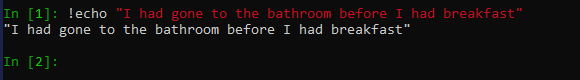 In [1]: !echo "I had gone to the bathroom before I had breakfast"
"I had gone to the bathroom before I had breakfast"
In [2]: